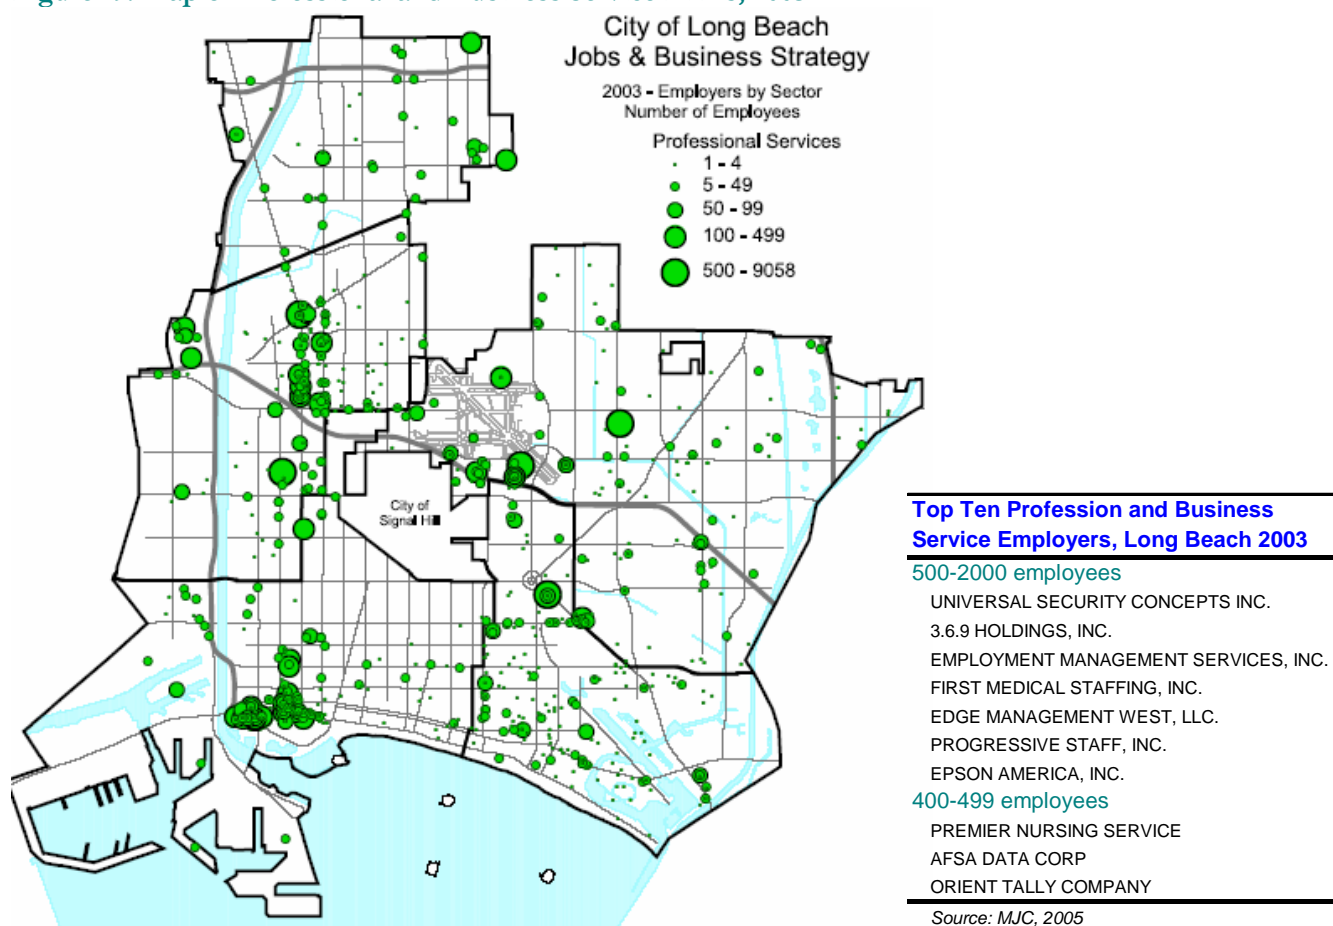 City of Long Beach
Jobs & Business Strategy
2003 - Employers by Sector
Number of Employees
Professional Services
1 - 4
5 - 49
50 - 99
100 - 499
500 - 9058
City of
Signal Hill
Top Ten Profession and Business
Service Employers, Long Beach 2003
500-2000 employees
UNIVERSAL SECURITY CONCEPTS INC.
3.6.9 HOLDINGS, INC.
EMPLOYMENT MANAGEMENT SERVICES, INC.
FIRST MEDICAL STAFFING, INC.
EDGE MANAGEMENT WEST, LLC.
PROGRESSIVE STAFF, INC.
EPSON AMERICA, INC.
400-499 employees
PREMIER NURSING SERVICE
AFSA DATA CORP
ORIENT TALLY COMPANY
Source: MJC, 2005